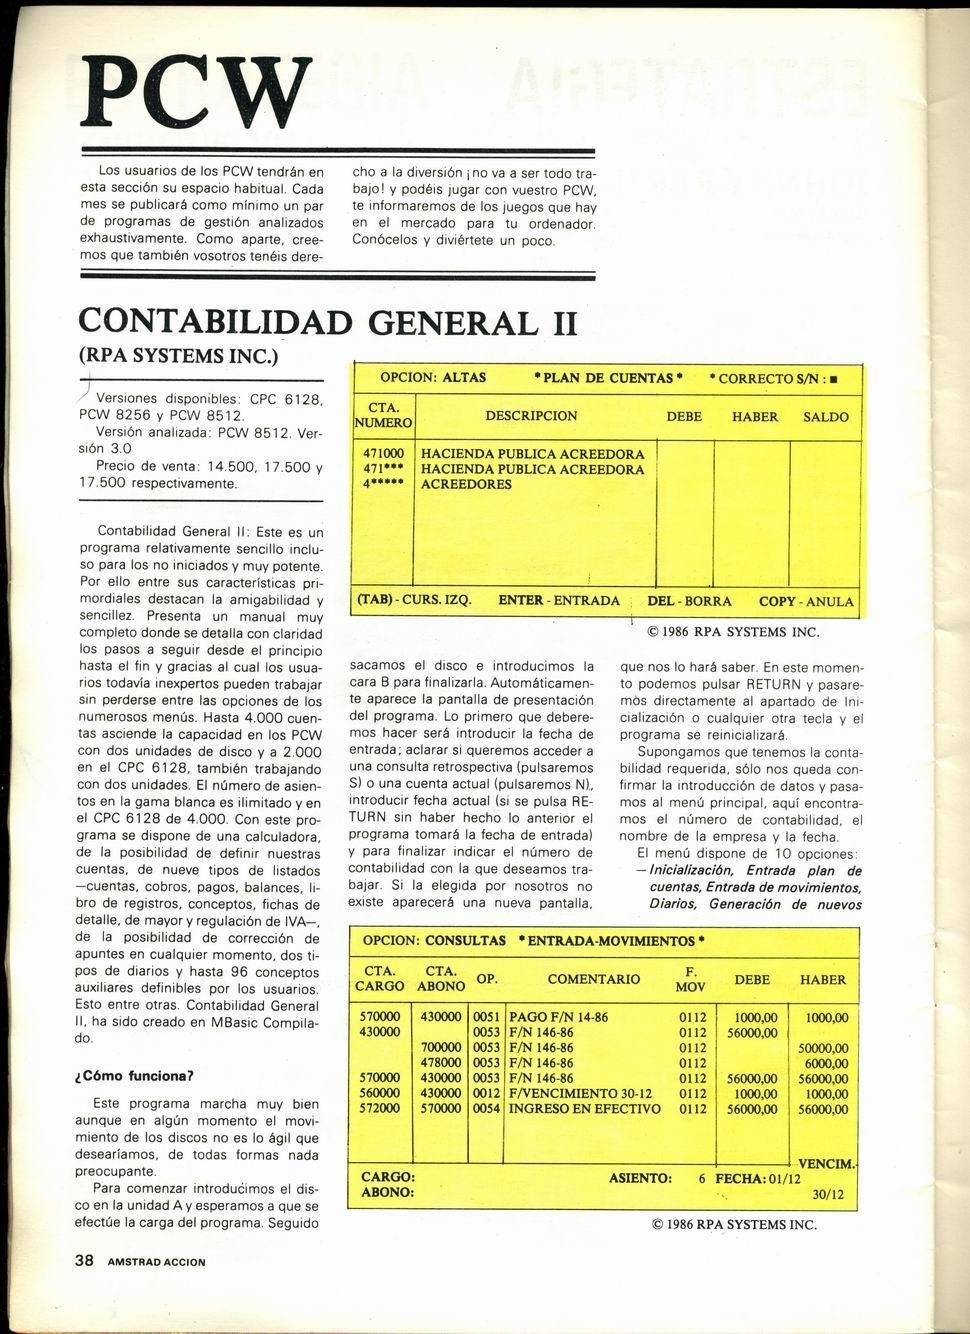 PCW
Los usuarios de los PCW tendrán en
esta sección su espacio habitual. Cada
mes se publicará como mínimo un par
de programas de gestión analizados
exhaustivamente. Como aparte, cree-
mos que también vosotros tenéis dere-
cho a la diversión ¡no va a ser todo tra-
bajo! y podéis jugar con vuestro PCW,
te informaremos de los juegos que hay
en el mercado para tu ordenador.
Conócelos y diviértete un poco.
CONTABILIDAD GENERAL II
(RPA SYSTEMS INC.)
Versiones disponibles: CPC 6128,
PCW 8256 y PCW 8512.
Versión analizada: PCW 8512. Ver-
sión 3.0
Precio de venta: 14.500, 17.500 y
17.500 respectivamente.
Contabilidad General II: Este es un
programa relativamente sencillo inclu-
so para los no iniciados y muy potente.
Por ello entre sus características pri-
mordiales destacan la amigabilidad y
sencillez. Presenta un manual muy
completo donde se detalla con claridad
los pasos a seguir desde el principio
hasta el fin y gracias al cual los usua-
rios todavía inexpertos pueden trabajar
sin perderse entre las opciones de los
numerosos menús. Hasta 4.000 cuen-
tas asciende la capacidad en los PCW
con dos unidades de disco y a 2.000
en el CPC 6128, también trabajando
con dos unidades. El número de asien-
tos en la gama blanca es ilimitado y en
el CPC 6128 de 4.000. Con este pro-
grama se dispone de una calculadora,
de la posibilidad de definir nuestras
cuentas, de nueve tipos de listados
—cuentas, cobros, pagos, balances, li-
bro de registros, conceptos, fichas de
detalle, de mayor y regulación de IVA—,
de la posibilidad de corrección de
apuntes en cualquier momento, dos ti-
pos de diarios y hasta 96 conceptos
auxiliares definibles por los usuarios.
Esto entre otras. Contabilidad General
II, ha sido creado en MBasic Compila-
do.
¿Cómo funciona?
Este programa marcha muy bien
aunque en algún momento el movi-
miento de los discos no es lo ágil que
desearíamos, de todas formas nada
preocupante.
Para comenzar introducimos el dis-
co en la unidad A y esperamos a que se
efectúe la carga del programa. Seguido
OPCION: ALTAS * PLAN DE CUENTAS * * CORRECTO S/N : ■
CTA. NUMERO DESCRIPCION DEBE HABER SALDO
471000 HACIENDA PUBLICA ACREEDORA
471*** HACIENDA PUBLICA ACREEDORA
4***** ACREEDORES
(TAB) - CURS. IZQ. ENTER - ENTRADA DEL - BORRA COPY - ANULA
© 1986 RPA SYSTEMS INC.
sacamos el disco e introducimos la
cara B para finalizarla. Automáticamen-
te aparece la pantalla de presentación
del programa. Lo primero que debere-
mos hacer será introducir la fecha de
entrada; aclarar si queremos acceder a
una consulta retrospectiva (pulsaremos
S) o una cuenta actual (pulsaremos N),
introducir fecha actual (si se pulsa RE-
TURN sin haber hecho lo anterior el
programa tomará la fecha de entrada)
y para finalizar indicar el número de
contabilidad con la que deseamos tra-
bajar. Si la elegida por nosotros no
existe aparecerá una nueva pantalla,
que nos lo hará saber. En este momen-
to podemos pulsar RETURN y pasare-
mos directamente al apartado de Ini-
cialización o cualquier otra tecla y el
programa se reinicializará.
Supongamos que tenemos la conta-
bilidad requerida, sólo nos queda con-
firmar la introducción de datos y pasa-
mos al menú principal, aquí encontra-
mos el número de contabilidad, el
nombre de la empresa y la fecha.
El menú dispone de 10 opciones:
— Inicialización, Entrada plan de
cuentas, Entrada de movimientos,
Diarios, Generación de nuevos
OPCION: CONSULTAS * ENTRADA-MOVIMIENTOS *
CTA. CARGO CTA. ABONO OP. COMENTARIO F. MOV DEBE HABER
570000 430000 0051 PAGO F/N 14-86 0112 1000,00 1000,00
430000 0053 F/N 146-86 0112 56000,00
700000 0053 F/N 146-86 0112 50000,00
478000 0053 F/N 146-86 0112 6000,00
570000 430000 0053 F/N 146-86 0112 56000,00 56000,00
560000 430000 0012 F/VENCIMIENTO 30-12 0112 1000,00 1000,00
572000 570000 0054 INGRESO EN EFECTIVO 0112 56000,00 56000,00
VENCIM.
CARGO: ASIENTO: 6 FECHA: 01/12
ABONO: 30/12
© 1986 RPA SYSTEMS INC.
38 AMSTRAD ACCION